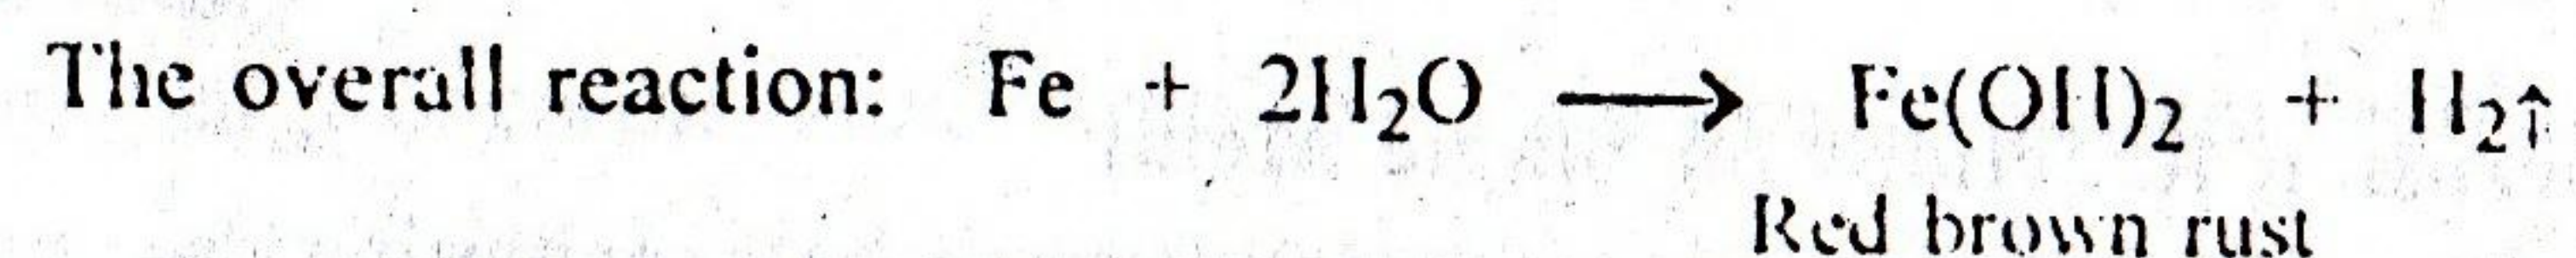 The overall reaction: Fe + 2H₂O ⟶ Fe(OH)₂ + H₂↑
Red brown rust